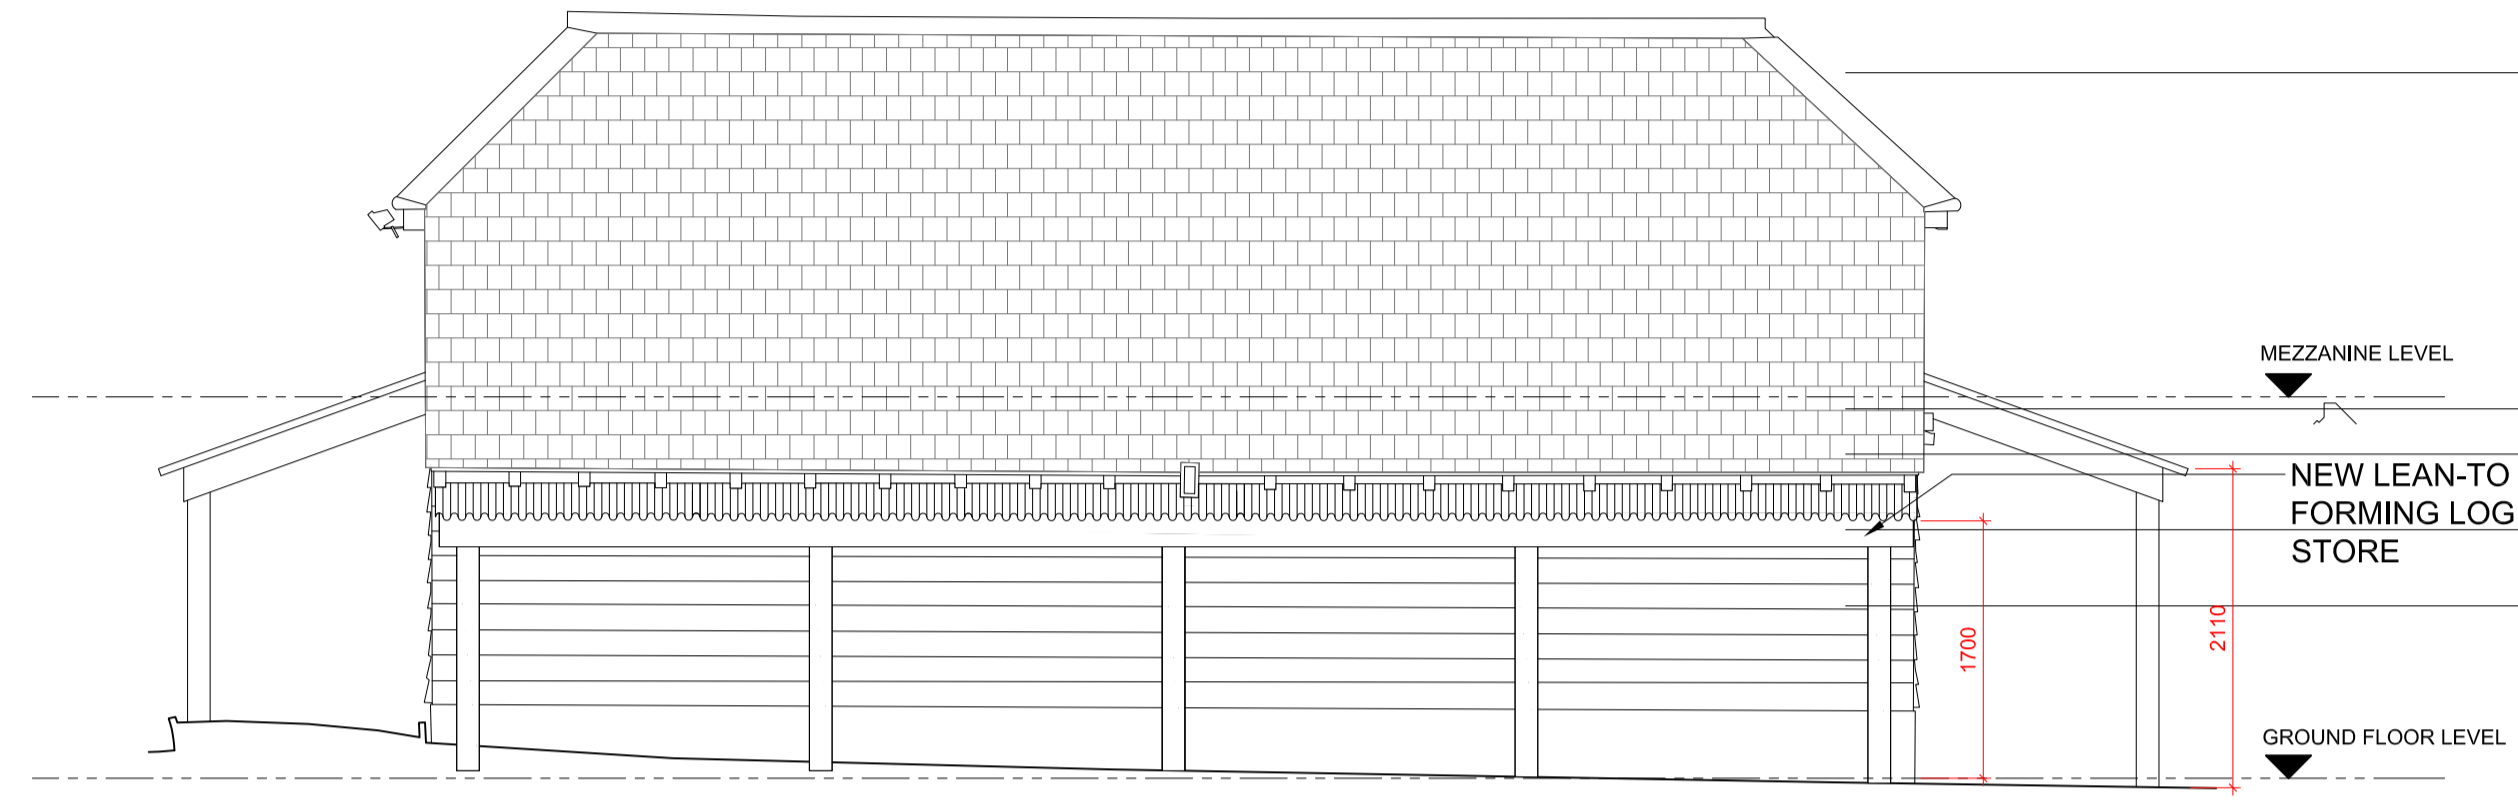 MEZZANINE LEVEL
NEW LEAN-TO
FORMING LOG
STORE
2110
1700
GROUND FLOOR LEVEL